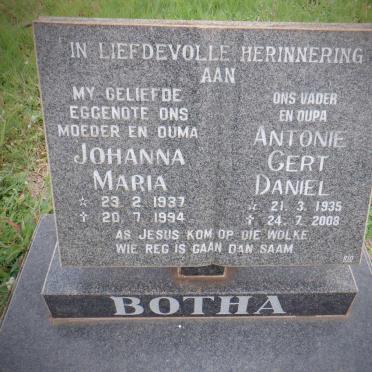 IN LIEFDEVOLLE HERINNERING
AAN
MY GELIEFDE
EGGENOTE ONS
MOEDER EN OUMA
JOHANNA
MARIA
☆ 23. 2. 1937
✝ 20. 7. 1994
ONS VADER
EN OUPA
ANTONIE
GERT
DANIEL
☆ 21. 3. 1935
✝ 24. 7. 2008
AS JESUS KOM OP DIE WOLKE
WIE REG IS GAAN DAN SAAM
BOTHA